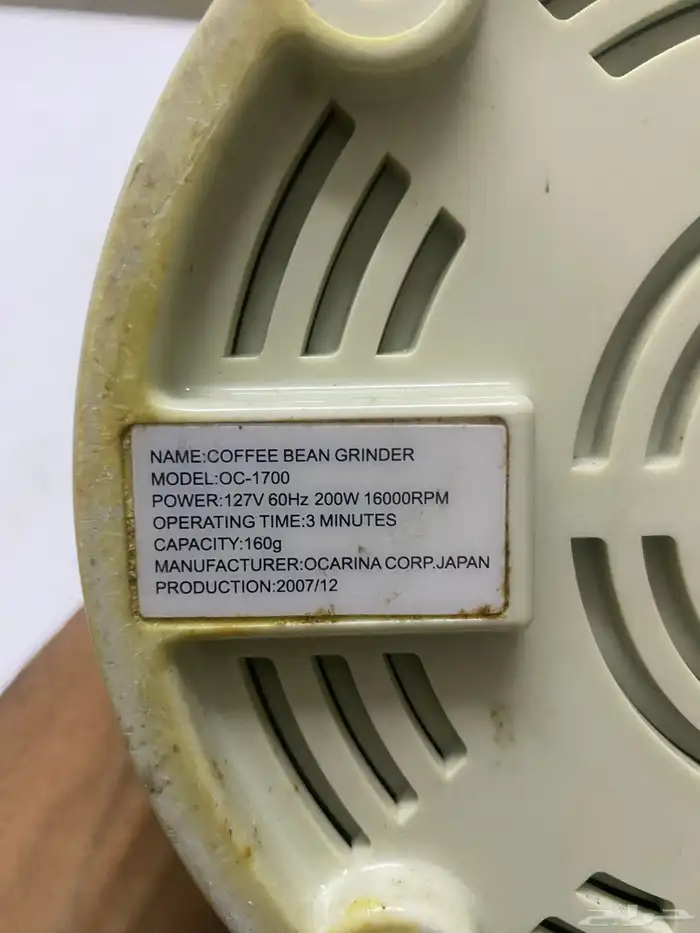 NAME:COFFEE BEAN GRINDER
MODEL:OC-1700
POWER:127V 60Hz 200W 16000RPM
OPERATING TIME:3 MINUTES
CAPACITY:160g
MANUFACTURER:OCARINA CORP.JAPAN
PRODUCTION:2007/12
حراج